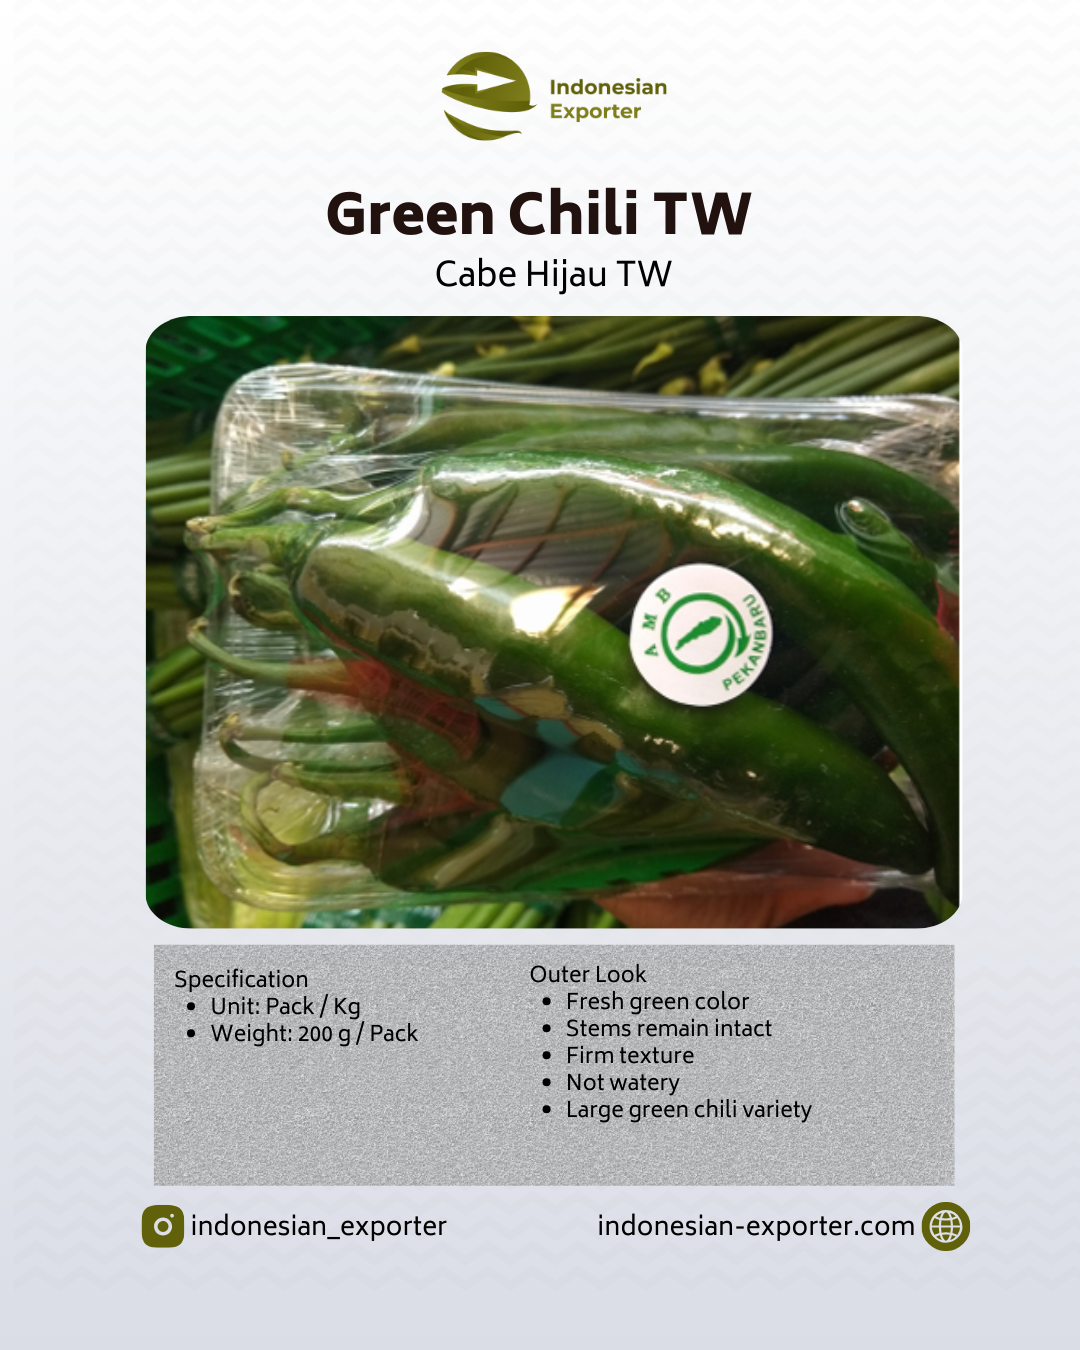 Indonesian
Exporter
Green Chili TW
Cabe Hijau TW
AMB
PEKANBARU
Specification
• Unit: Pack / Kg
• Weight: 200 g / Pack
Outer Look
• Fresh green color
• Stems remain intact
• Firm texture
• Not watery
• Large green chili variety
indonesian_exporter
indonesian-exporter.com